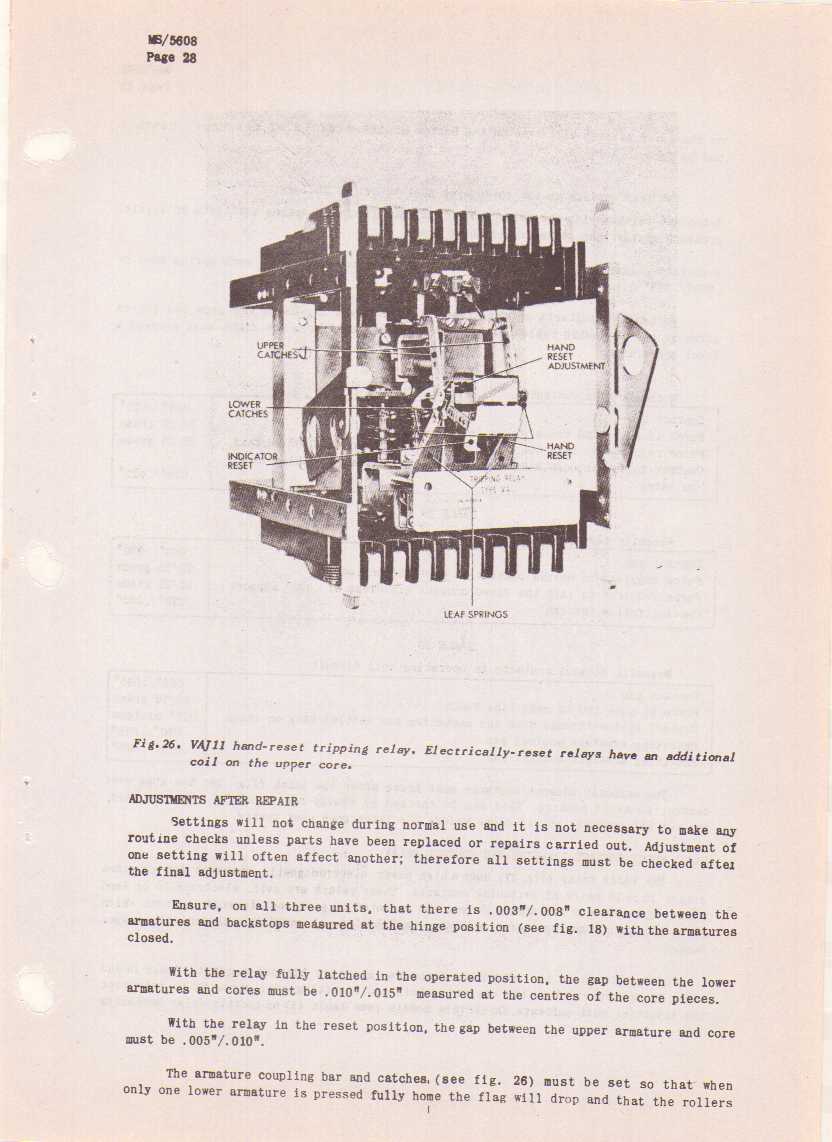 MS/5608
Page 28
UPPER
CATCHES
HAND
RESET
ADJUSTMENT
LOWER
CATCHES
INDICATOR
RESET
HAND
RESET
TRIPPING RELAY
TYPE
LEAF SPRINGS
Fig.26. VAJ11 hand-reset tripping relay. Electrically-reset relays have an additional
coil on the upper core.
ADJUSTMENTS AFTER REPAIR
Settings will not change during normal use and it is not necessary to make any
routine checks unless parts have been replaced or repairs carried out. Adjustment of
one setting will often affect another; therefore all settings must be checked after
the final adjustment.
Ensure, on all three units, that there is .003"/.008" clearance between the
armatures and backstops measured at the hinge position (see fig. 18) with the armatures
closed.
With the relay fully latched in the operated position, the gap between the lower
armatures and cores must be .010"/.015" measured at the centres of the core pieces.
With the relay in the reset position, the gap between the upper armature and core
must be .005"/.010".
The armature coupling bar and catches, (see fig. 26) must be set so that when
only one lower armature is pressed fully home the flag will drop and that the rollers